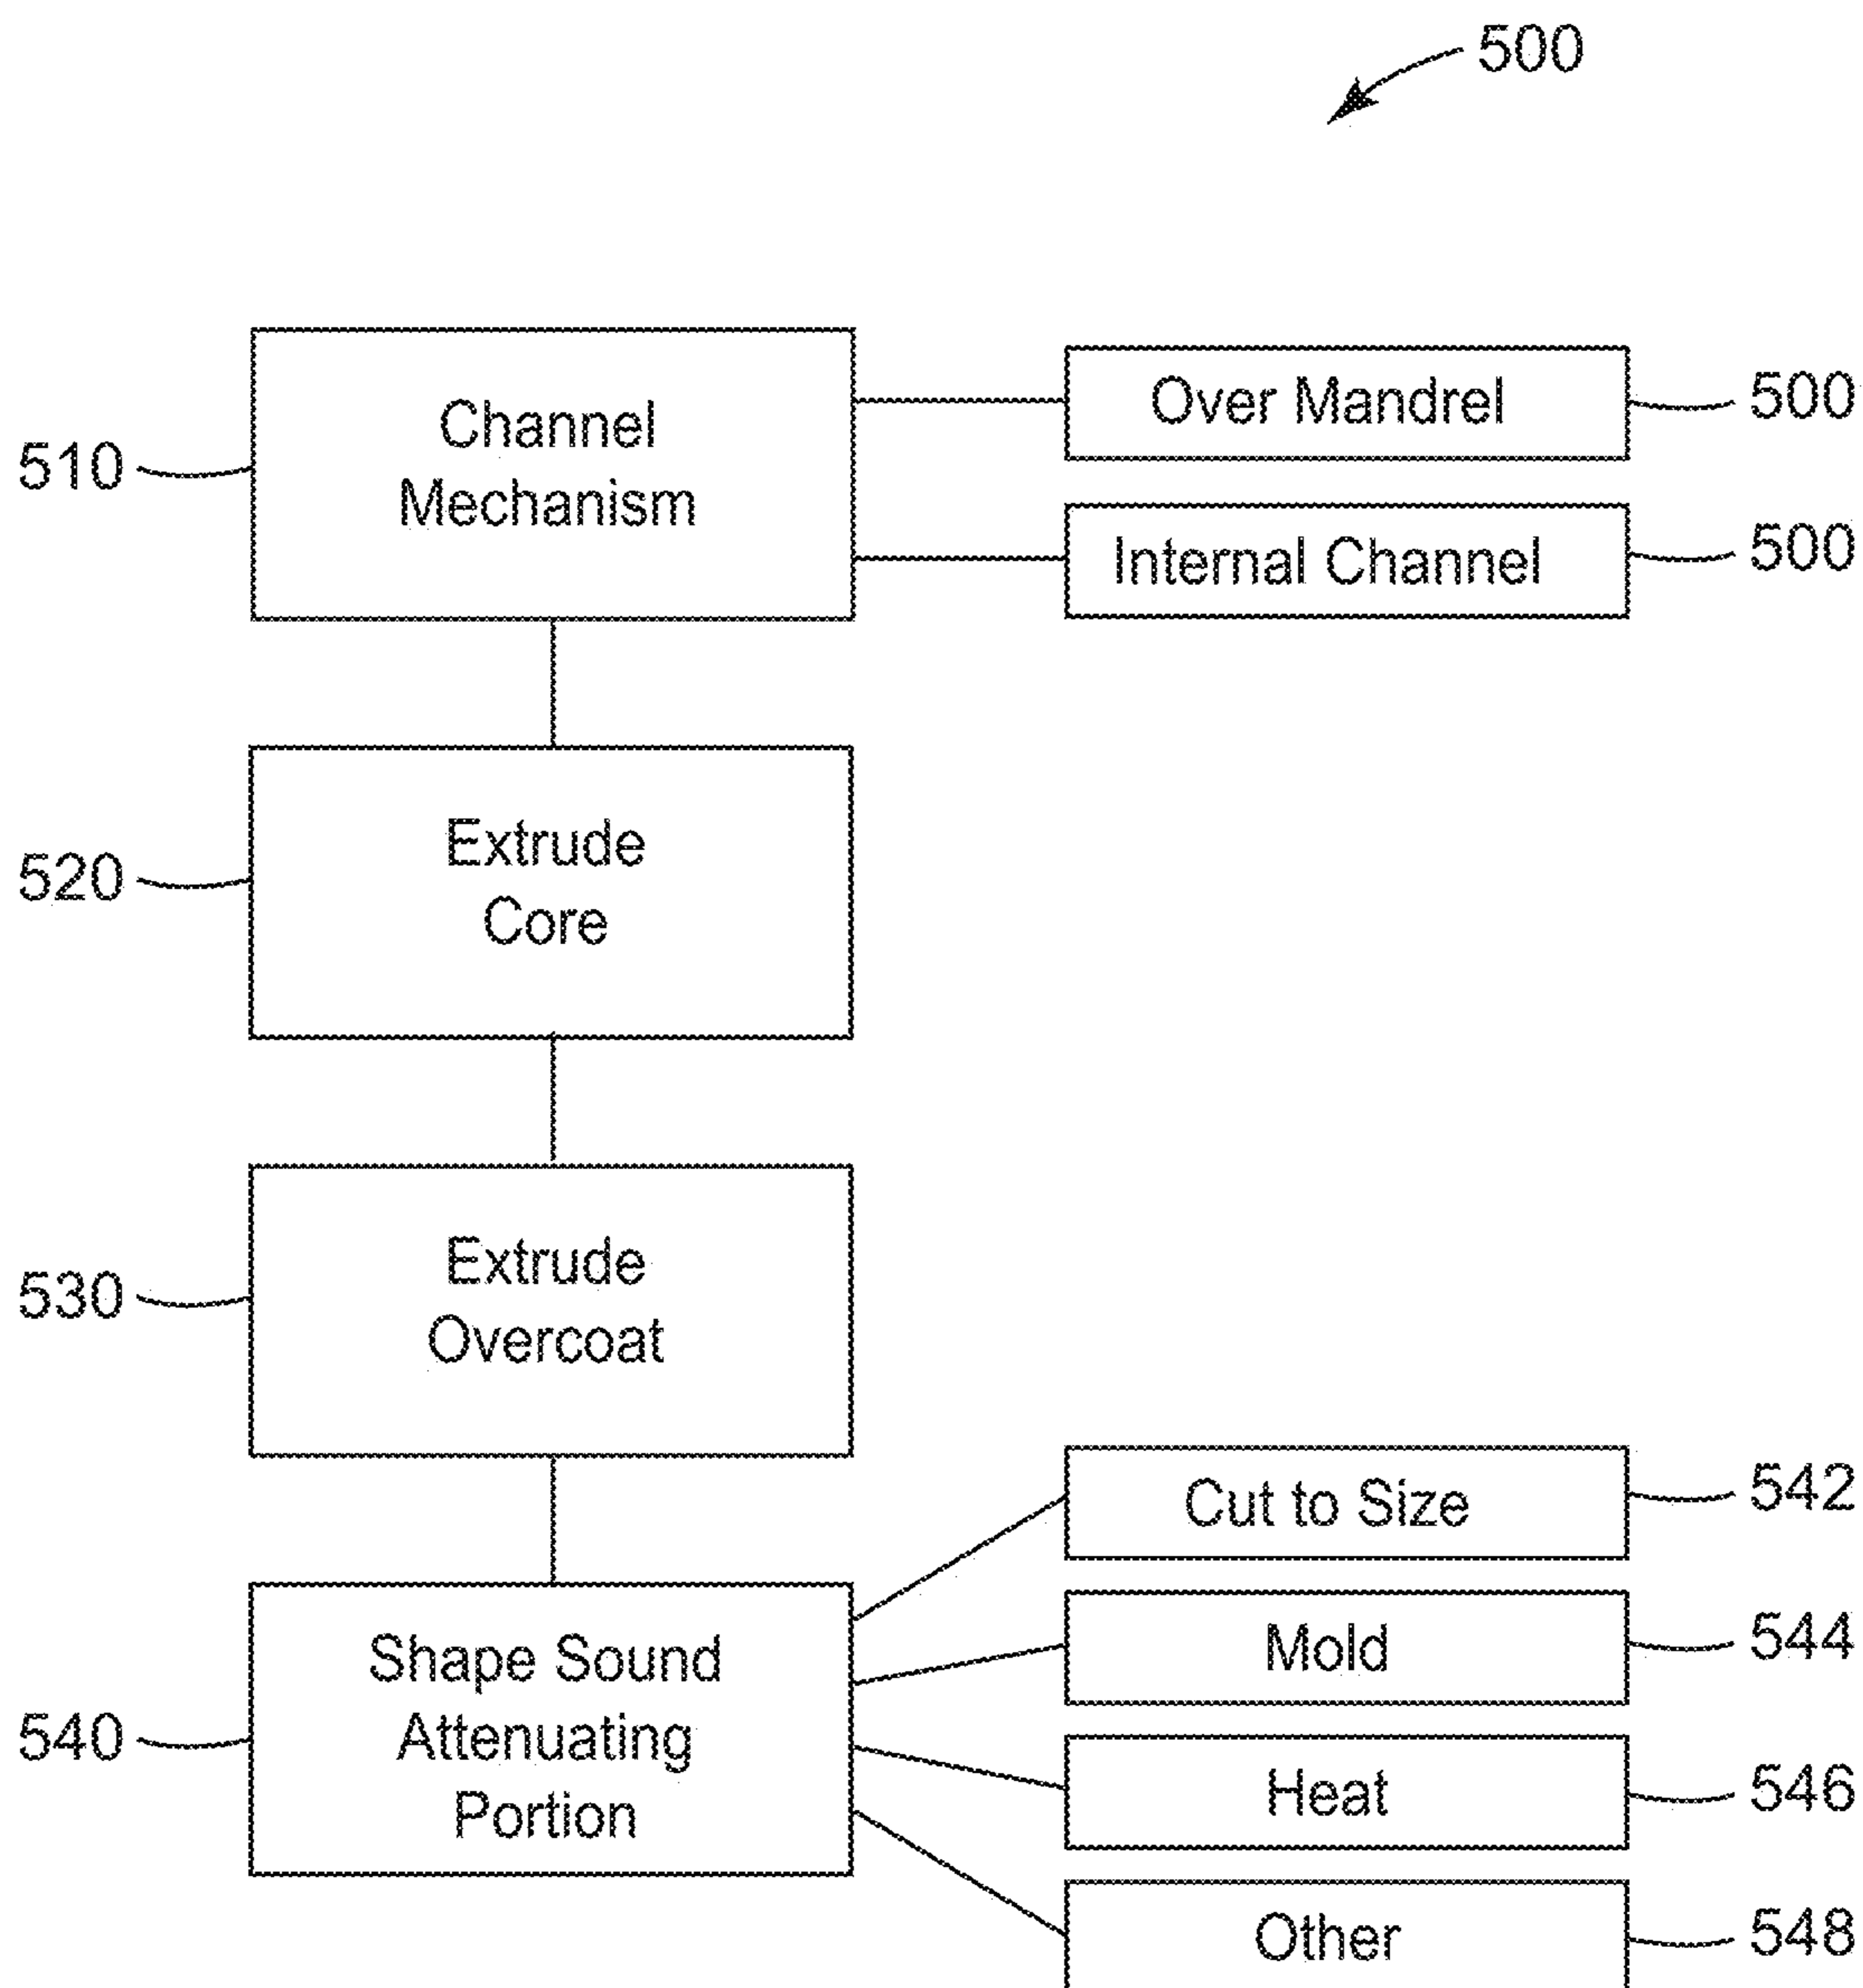 500
Channel
Mechanism
510
Over Mandrel
500
Internal Channel
500
Extrude
Core
520
Extrude
Overcoat
530
Shape Sound
Attenuating
Portion
540
Cut to Size
542
Mold
544
Heat
546
Other
548